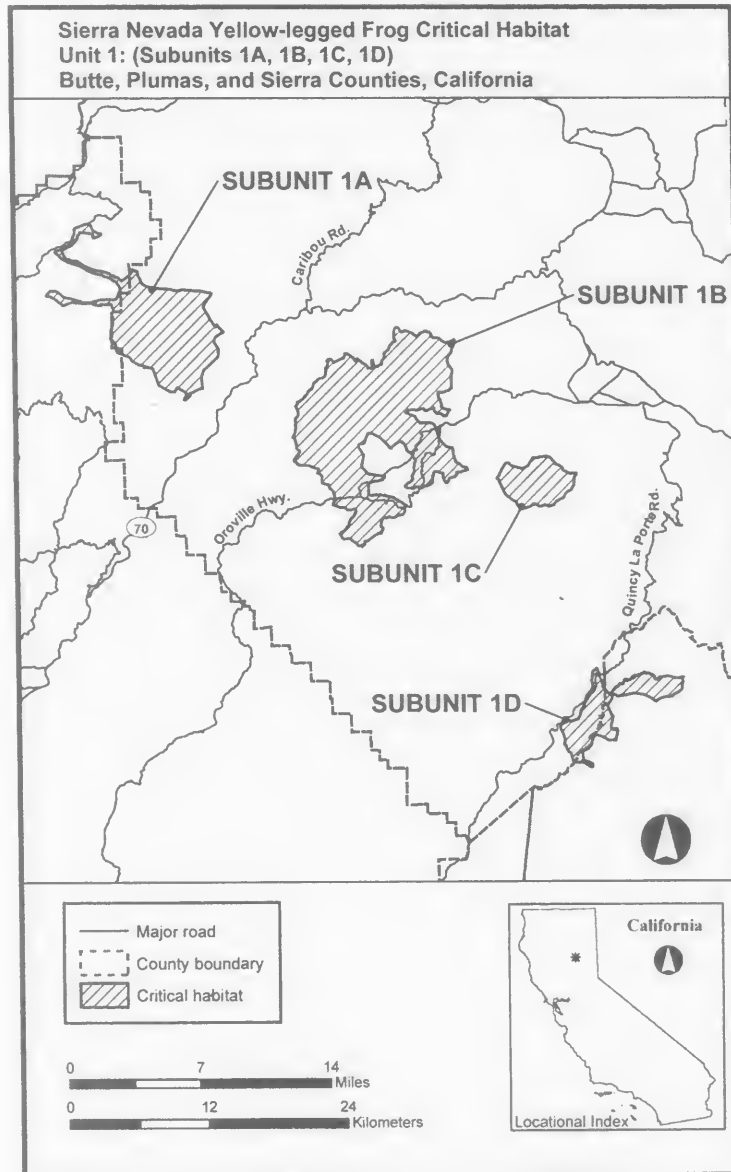 Sierra Nevada Yellow-legged Frog Critical Habitat
Unit 1: (Subunits 1A, 1B, 1C, 1D)
Butte, Plumas, and Sierra Counties, California
SUBUNIT 1A
Caribou Rd.
SUBUNIT 1B
Oroville Hwy.
70
SUBUNIT 1C
Quincy La Porte Rd.
SUBUNIT 1D
Major road
County boundary
Critical habitat
California
0 7 14
Miles
0 12 24
Kilometers
Locational Index